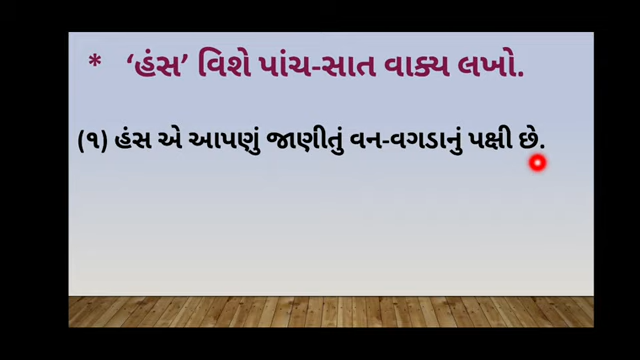 * ‘હંસ’ વિશે પાંચ-સાત વાક્ય લખો.
(૧) હંસ એ આપણું જાણીતું વન-વગડાનું પક્ષી છે.